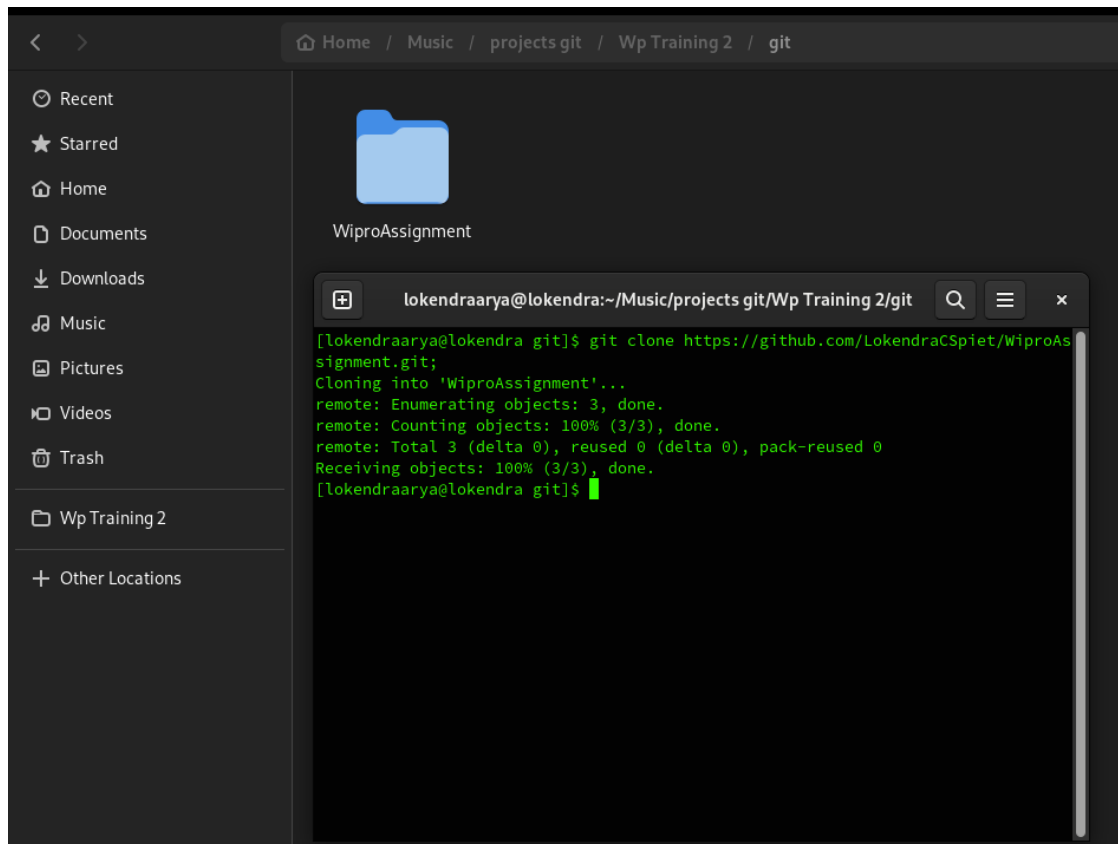 Home / Music / projects git / Wp Training 2 / git
Recent
Starred
Home
Documents
Downloads
Music
Pictures
Videos
Trash
Wp Training 2
Other Locations
WiproAssignment
lokendraarya@lokendra:~/Music/projects git/Wp Training 2/git
[lokendraarya@lokendra git]$ git clone https://github.com/LokendraCSpiet/WiproAs
signment.git;
Cloning into 'WiproAssignment'...
remote: Enumerating objects: 3, done.
remote: Counting objects: 100% (3/3), done.
remote: Total 3 (delta 0), reused 0 (delta 0), pack-reused 0
Receiving objects: 100% (3/3), done.
[lokendraarya@lokendra git]$